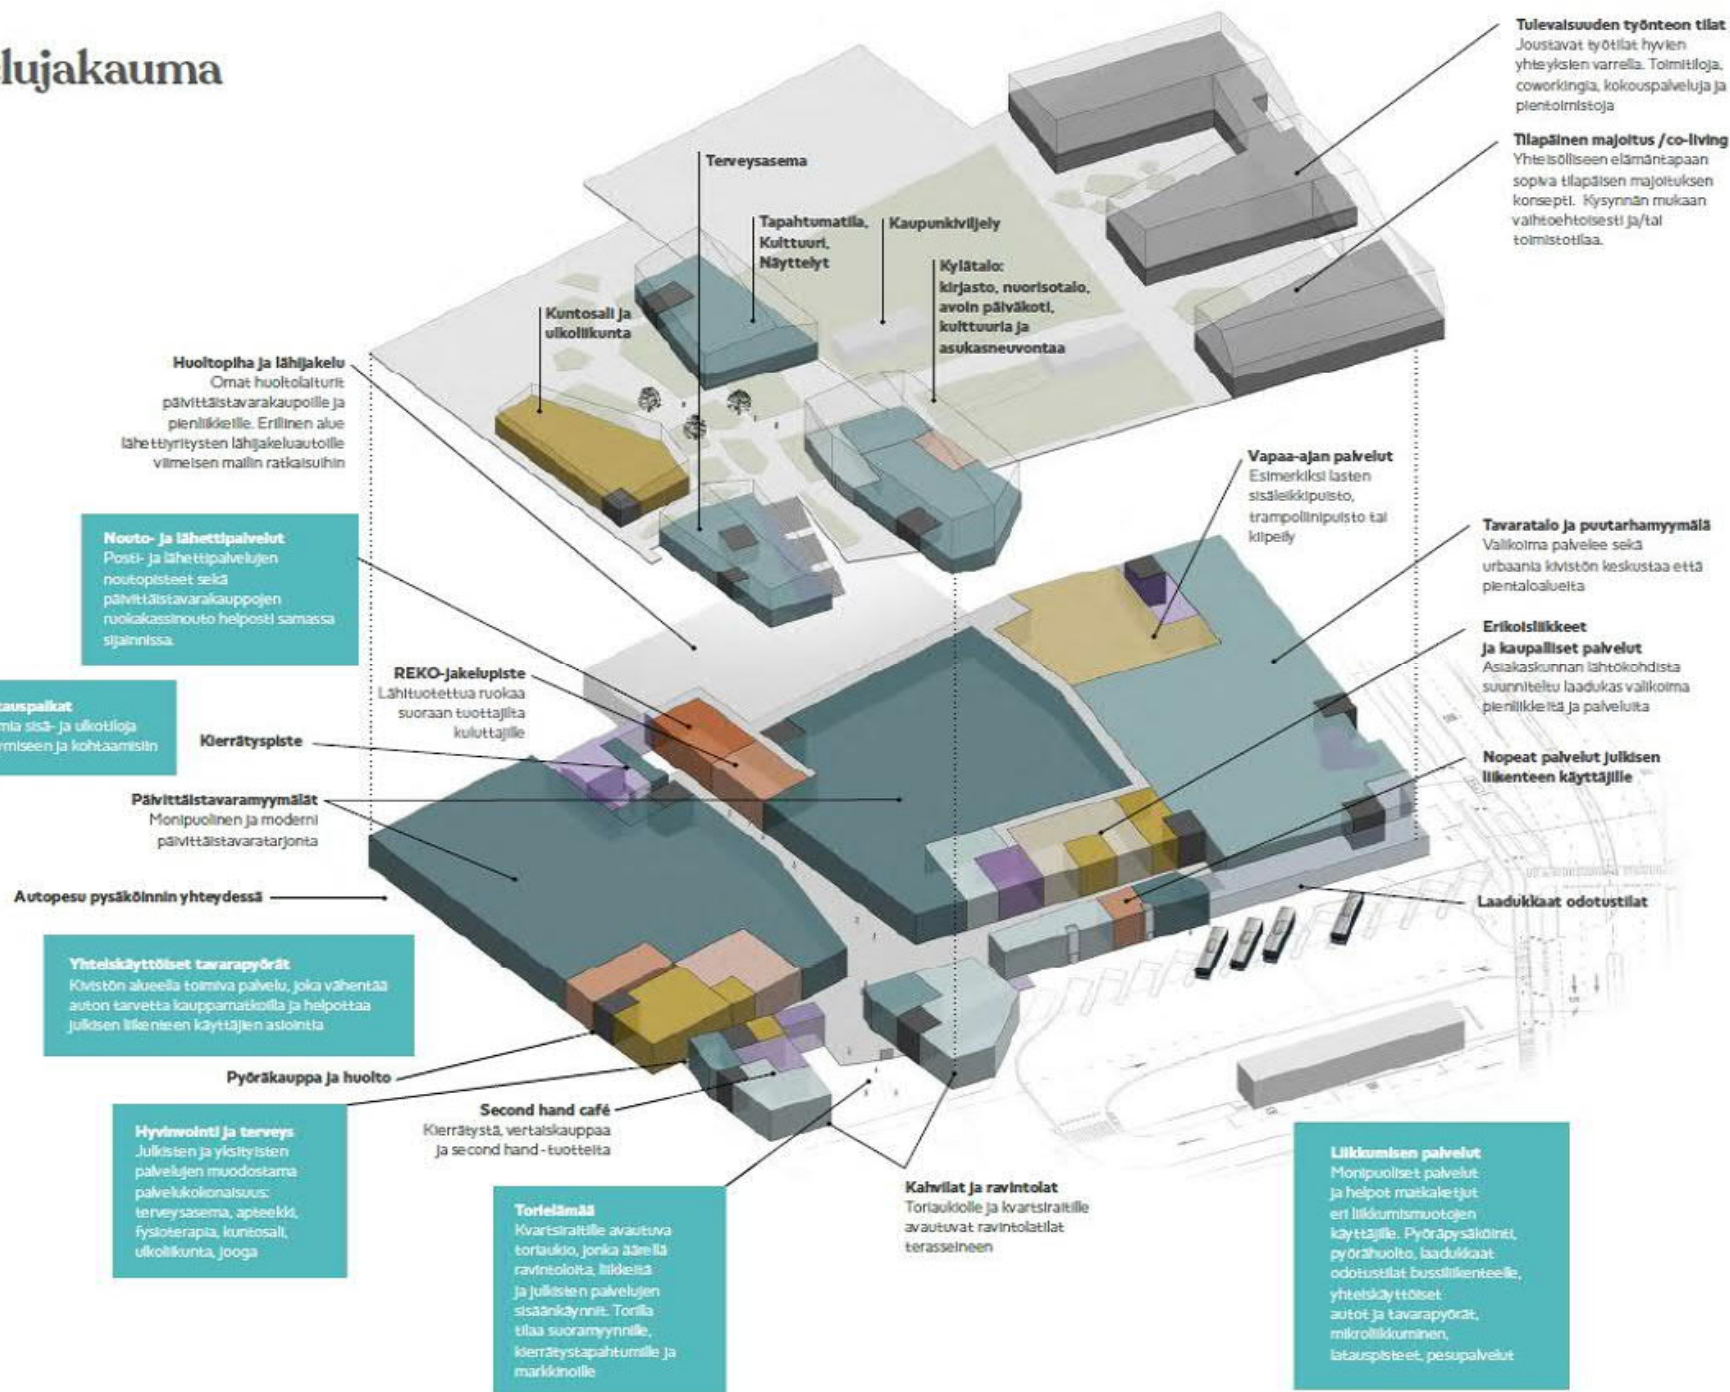 lujakauma
Tulevaisuuden työnteon tilat
Joustavat työtilat hyvien
yhteyksien varrella. Toimitiloja,
coworkingia, kokouspalveluja ja
pientoimistoja
Tilapäinen majoitus /co-living
Yhteisölliseen elämäntapaan
sopiva tilapäisen majoituksen
konsepti. Kysynnän mukaan
vaihtoehtoisesti ja/tai
toimistotilaa.
Terveysasema
Tapahtumatila,
Kulttuuri,
Näyttelyt
Kaupunkiviljely
Kylätalo:
kirjasto, nuorisotalo,
avoin päiväkoti,
kulttuuria ja
asukasneuvontaa
Kuntosali ja
ulkoliikunta
Huoltopiha ja lähijakelu
Omat huoltolaiturit
päivittäistavarakaupoille ja
pienliikkeille. Erillinen alue
lähettiyritysten lähijakeluautoille
viimeisen mailin ratkaisuihin
Vapaa-ajan palvelut
Esimerkiksi lasten
sisäleikkipuisto,
trampoliinipuisto tai
kiipeily
Tavaratalo ja puutarhamyymälä
Valikoima palvelee sekä
urbaania kivistön keskustaa että
pientaloalueita
Nouto- ja lähettipalvelut
Posti- ja lähettipalvelujen
noutopisteet sekä
päivittäistavarakauppojen
ruokakassinouto helposti samassa
sijainnissa.
Erikoisliikkeet
ja kaupalliset palvelut
Asiakaskunnan lähtökohdista
suunniteltu laadukas valikoima
pienliikkeitä ja palveluita
REKO-jakelupiste
Lähituotettua ruokaa
suoraan tuottajilta
kuluttajille
auspaikat
mia sisä- ja ulkotiloja
ymiseen ja kohtaamisiin
Kierrätyspiste
Nopeat palvelut julkisen
liikenteen käyttäjille
Päivittäistavaramyymälät
Monipuolinen ja moderni
päivittäistavaratarjonta
Autopesu pysäköinnin yhteydessä
Laadukkaat odotustilat
Yhteiskäyttöiset tavarapyörät
Kivistön alueella toimiva palvelu, joka vähentää
auton tarvetta kauppamatkoilla ja helpottaa
julkisen liikenteen käyttäjien asiointia
Pyöräkauppa ja huolto
Second hand café
Kierrätystä, vertaiskauppaa
ja second hand -tuotteita
Hyvinvointi ja terveys
Julkisten ja yksityisten
palvelujen muodostama
palvelukokonaisuus:
terveysasema, apteekki,
fysioterapia, kuntosali,
ulkoliikunta, jooga
Torielämää
Kvartsiraitille avautuva
toriaukio, jonka äärellä
ravintoloita, liikkeitä
ja julkisten palvelujen
sisäänkäynnit. Torilla
tilaa suoramyynnille,
kierrätystapahtumille ja
markkinoille
Kahvilat ja ravintolat
Toriaukiolle ja kvartsiraitille
avautuvat ravintolatilat
terasseineen
Liikkumisen palvelut
Monipuoliset palvelut
ja helpot matkaketjut
eri liikkumismuotojen
käyttäjille. Pyöräpysäköinti,
pyörähuolto, laadukkaat
odotustilat bussiliikenteelle,
yhteiskäyttöiset
autot ja tavarapyörät,
mikroliikkuminen,
latauspisteet, pesupalvelut